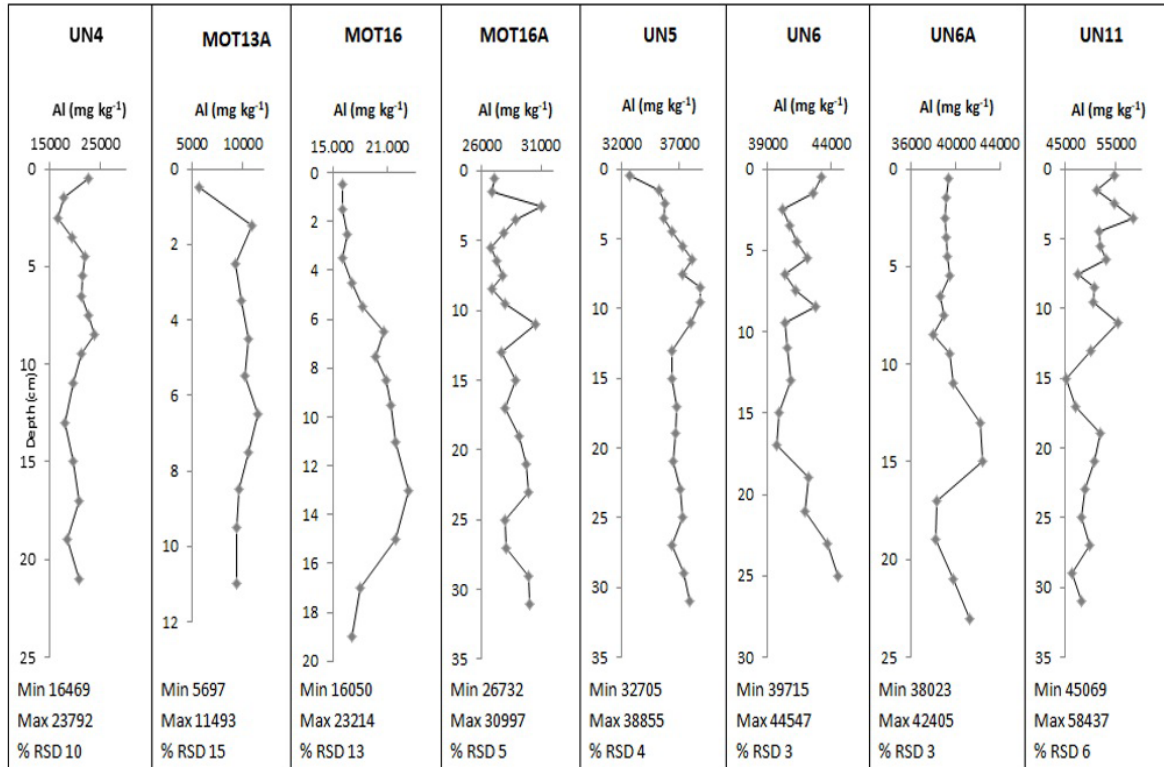 UN4 MOT13A MOT16 MOT16A UN5 UN6 UN6A UN11
Al (mg kg-1) Al (mg kg-1) Al (mg kg-1) Al (mg kg-1) Al (mg kg-1) Al (mg kg-1) Al (mg kg-1) Al (mg kg-1)
15000 25000 5000 10000 15.000 21.000 26000 31000 32000 37000 39000 44000 36000 40000 44000 45000 55000
0 0 0 0 0 0 0 0
5 2 2 5 5 5 5 5
10 4 4 10 10 10 10 10
15 6 6 15 15 15 15 15
20 8 8 20 20 20 20 20
25 10 10 25 25 25 25 25
12 12 30 30 30 30
14 35 35 35
16
18
20
Depth (cm)
Min 16469 Min 5697 Min 16050 Min 26732 Min 32705 Min 39715 Min 38023 Min 45069
Max 23792 Max 11493 Max 23214 Max 30997 Max 38855 Max 44547 Max 42405 Max 58437
% RSD 10 % RSD 15 % RSD 13 % RSD 5 % RSD 4 % RSD 3 % RSD 3 % RSD 6